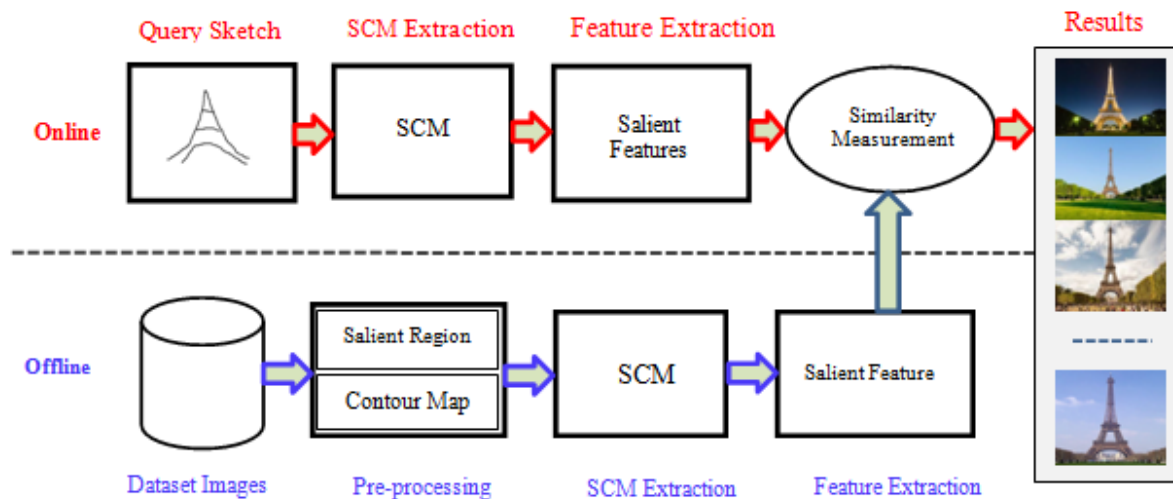 Query Sketch
SCM Extraction
Feature Extraction
Results
Online
SCM
Salient
Features
Similarity
Measurement
Offline
Salient Region
Contour Map
SCM
Salient Feature
Dataset Images
Pre-processing
SCM Extraction
Feature Extraction